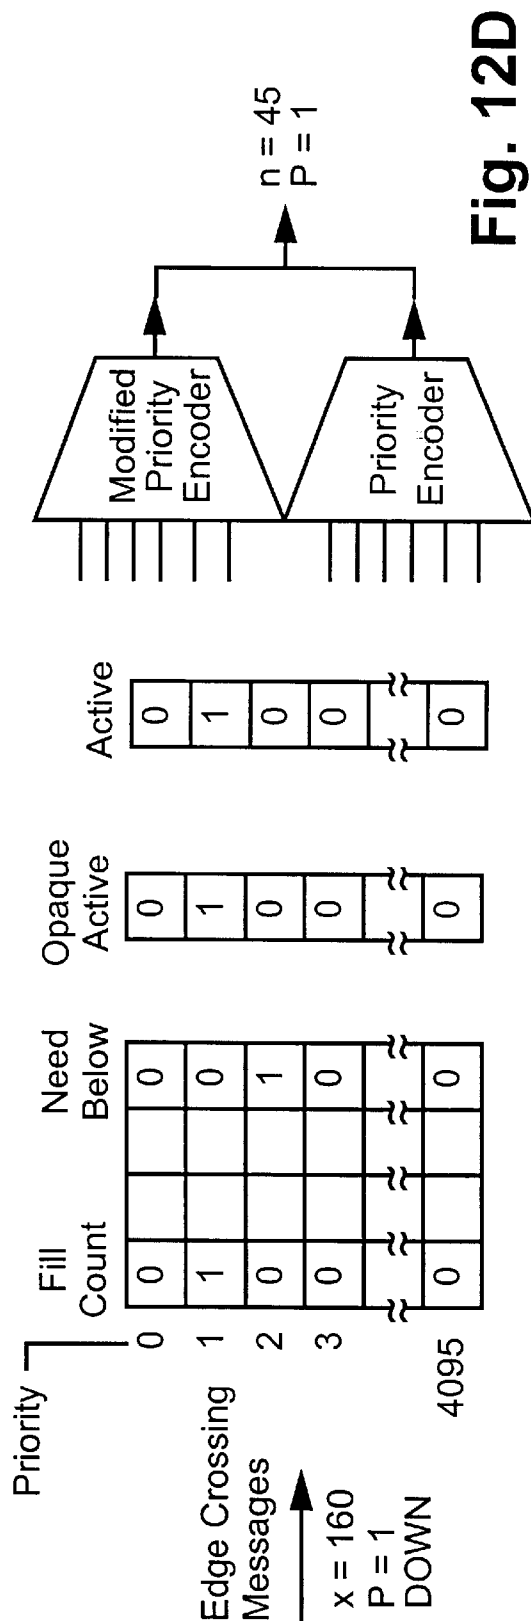 Priority
Edge Crossing
Messages
x = 160
P = 1
DOWN
0
1
2
3
4095
Fill
Count
0
1
0
0
0
Need
Below
0
0
1
0
0
Opaque
Active
0
1
0
0
0
Active
0
1
0
0
0
Modified
Priority
Encoder
Priority
Encoder
n = 45
P = 1
Fig. 12D